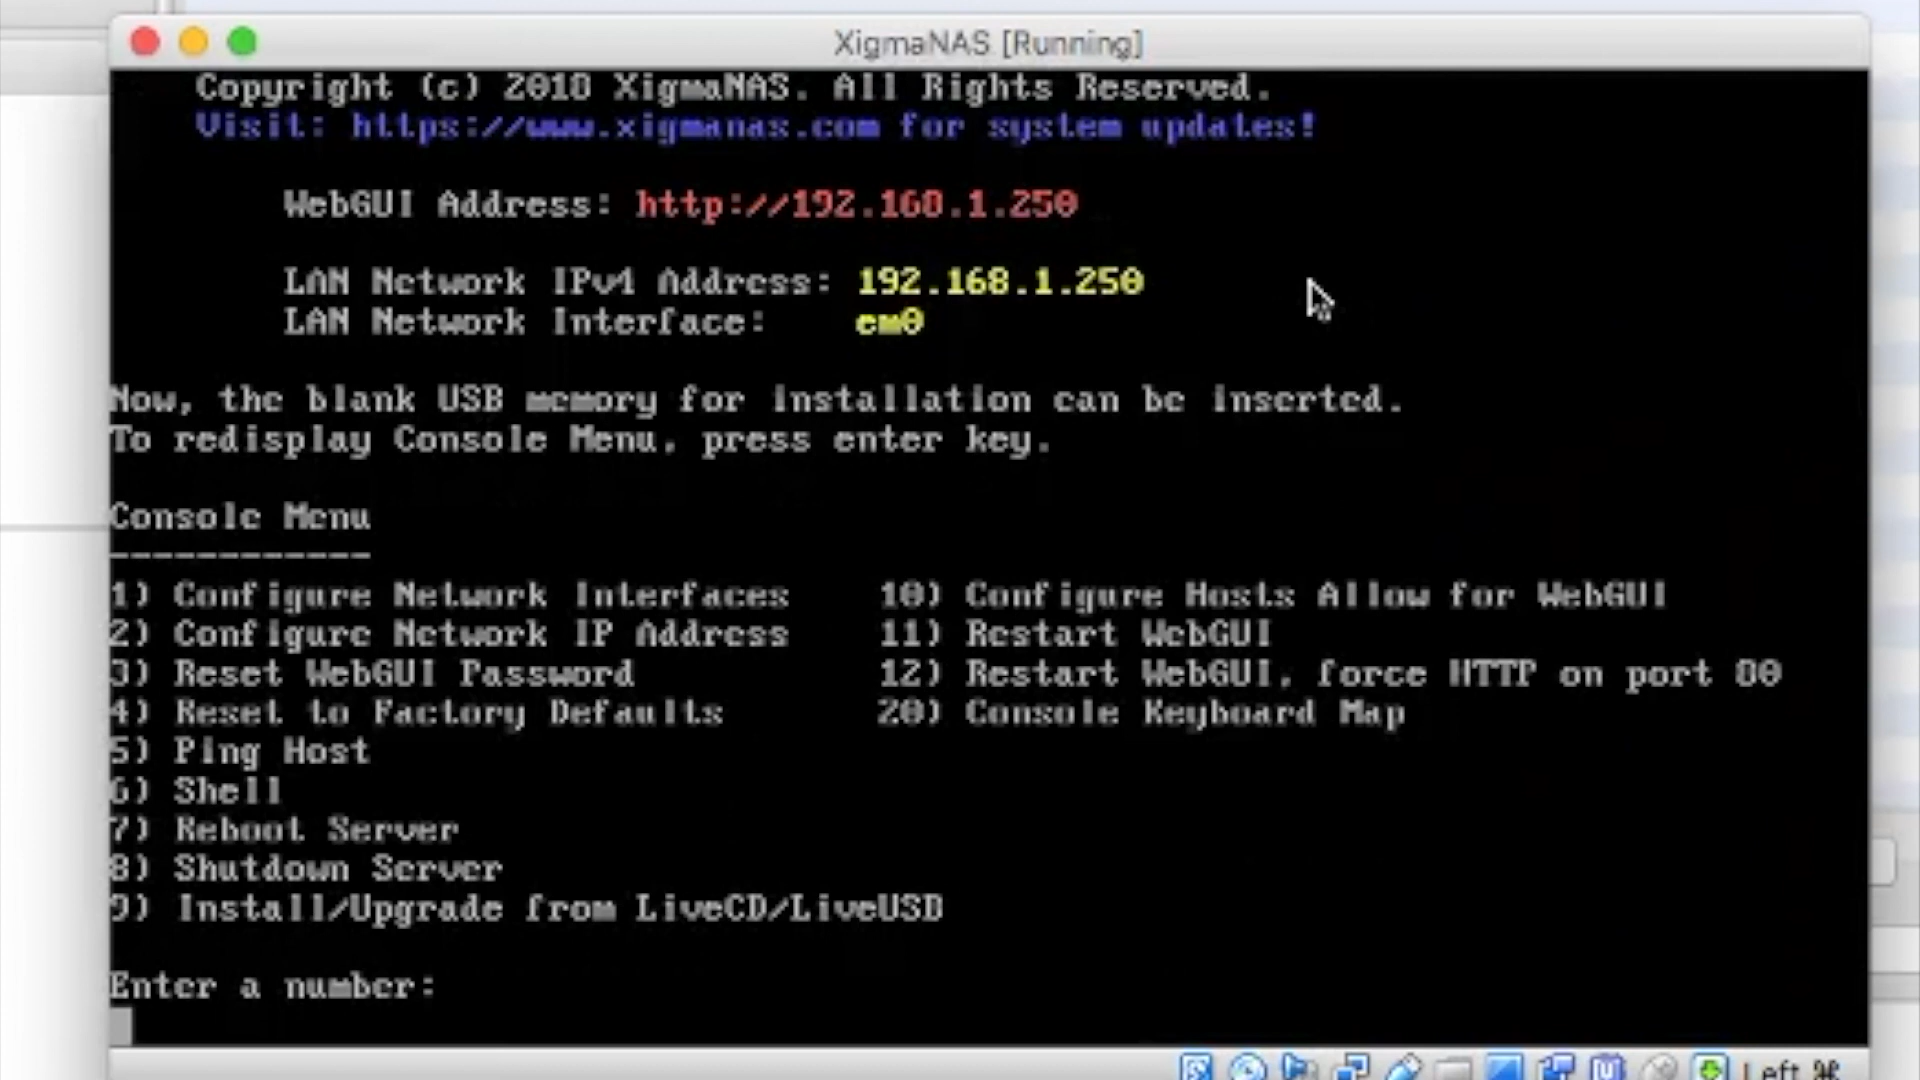 XigmaNAS [Running]
Copyright (c) 2018 XigmaNAS. All Rights Reserved.
Visit: https://www.xigmanas.com for system updates!
WebGUI Address: http://192.168.1.250
LAN Network IPv4 Address: 192.168.1.250
LAN Network Interface: em0
Now, the blank USB memory for installation can be inserted.
To redisplay Console Menu, press enter key.
Console Menu
------------
1) Configure Network Interfaces 10) Configure Hosts Allow for WebGUI
2) Configure Network IP Address 11) Restart WebGUI
3) Reset WebGUI Password 12) Restart WebGUI, force HTTP on port 80
4) Reset to Factory Defaults 20) Console Keyboard Map
5) Ping Host
6) Shell
7) Reboot Server
8) Shutdown Server
9) Install/Upgrade from LiveCD/LiveUSB
Enter a number:
Left ⌘